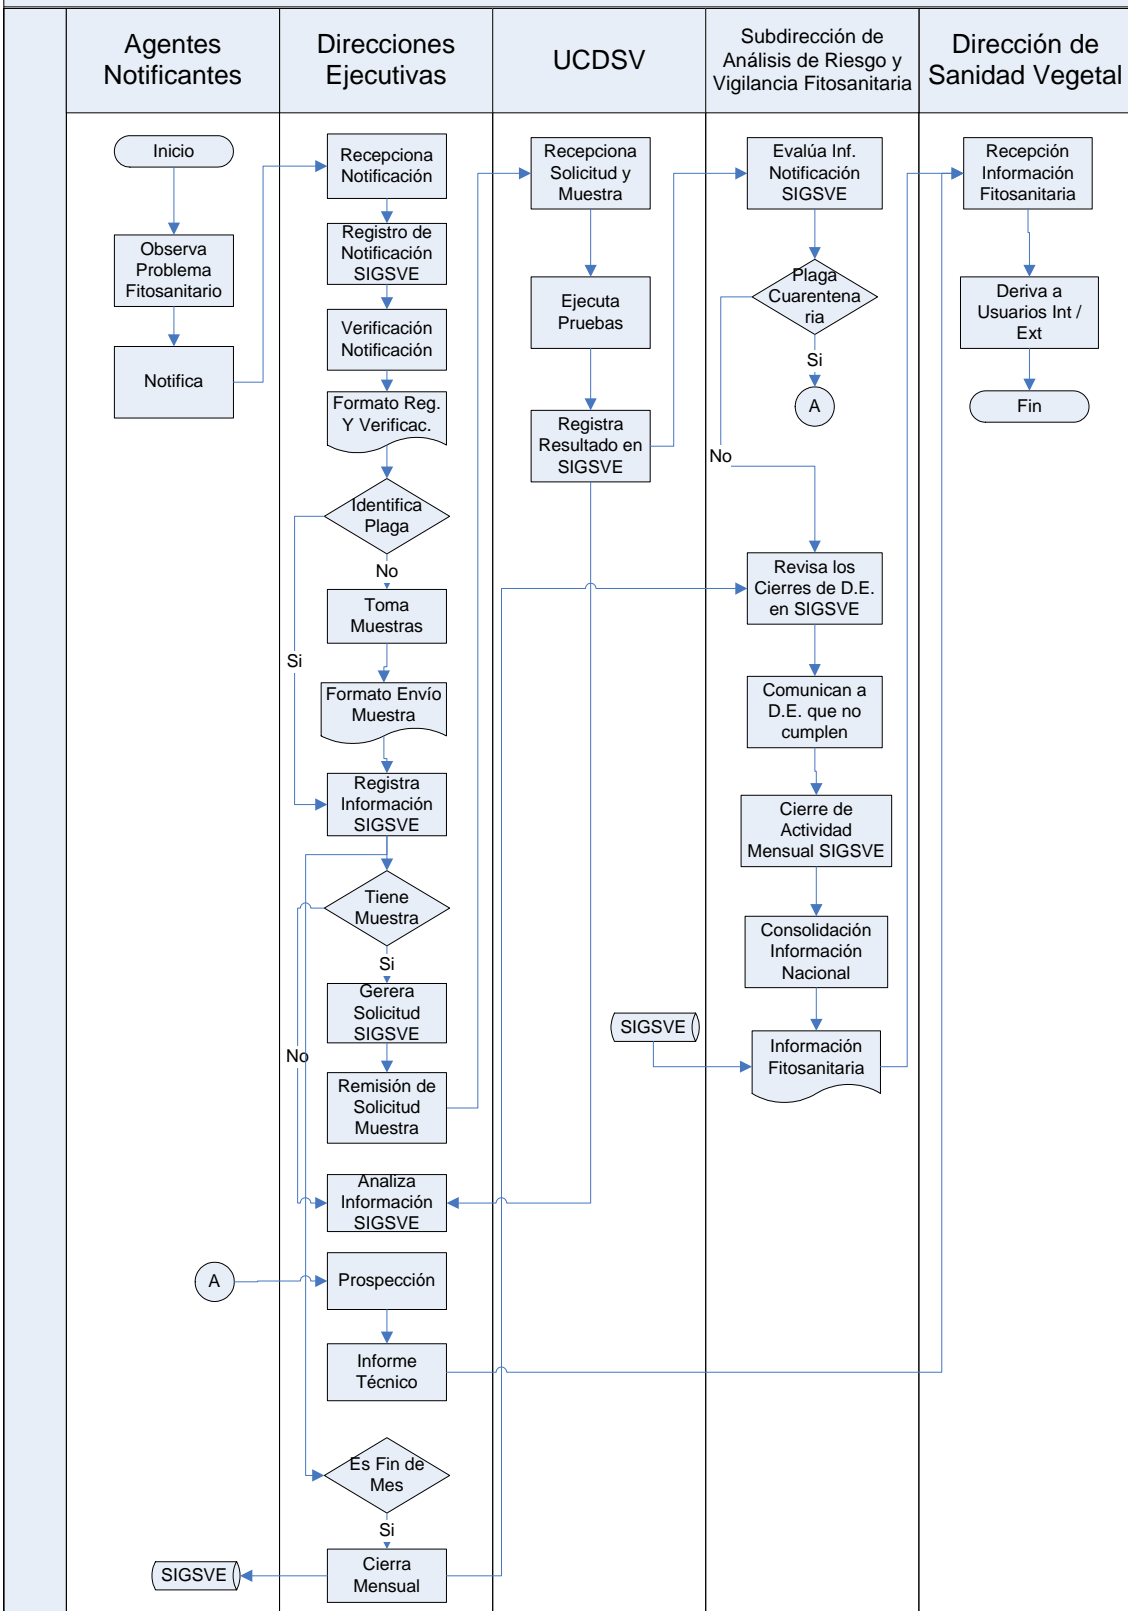 Agentes
Notificantes
Direcciones
Ejecutivas
UCDSV
Subdirección de
Análisis de Riesgo y
Vigilancia Fitosanitaria
Dirección de
Sanidad Vegetal
Inicio
Observa
Problema
Fitosanitario
Notifica
Recepciona
Notificación
Registro de
Notificación
SIGSVE
Verificación
Notificación
Formato Reg.
Y Verificac.
Identifica
Plaga
No
Toma
Muestras
Si
Formato Envío
Muestra
Registra
Información
SIGSVE
Tiene
Muestra
Si
Gerera
Solicitud
SIGSVE
No
Remisión de
Solicitud
Muestra
Analiza
Información
SIGSVE
A
Prospección
Informe
Técnico
Es Fin de
Mes
Si
Cierra
Mensual
SIGSVE
Recepciona
Solicitud y
Muestra
Ejecuta
Pruebas
Registra
Resultado en
SIGSVE
SIGSVE
Evalúa Inf.
Notificación
SIGSVE
Plaga
Cuarentena
ria
Si
A
No
Revisa los
Cierres de D.E.
en SIGSVE
Comunican a
D.E. que no
cumplen
Cierre de
Actividad
Mensual SIGSVE
Consolidación
Información
Nacional
Información
Fitosanitaria
Recepción
Información
Fitosanitaria
Deriva a
Usuarios Int /
Ext
Fin